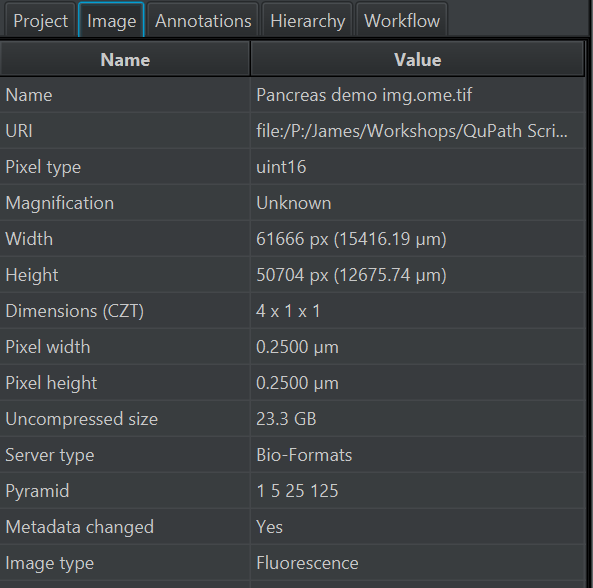 Project Image Annotations Hierarchy Workflow
Name Value
Name Pancreas demo img.ome.tif
URI file:/P:/James/Workshops/QuPath Scri...
Pixel type uint16
Magnification Unknown
Width 61666 px (15416.19 µm)
Height 50704 px (12675.74 µm)
Dimensions (CZT) 4 x 1 x 1
Pixel width 0.2500 µm
Pixel height 0.2500 µm
Uncompressed size 23.3 GB
Server type Bio-Formats
Pyramid 1 5 25 125
Metadata changed Yes
Image type Fluorescence